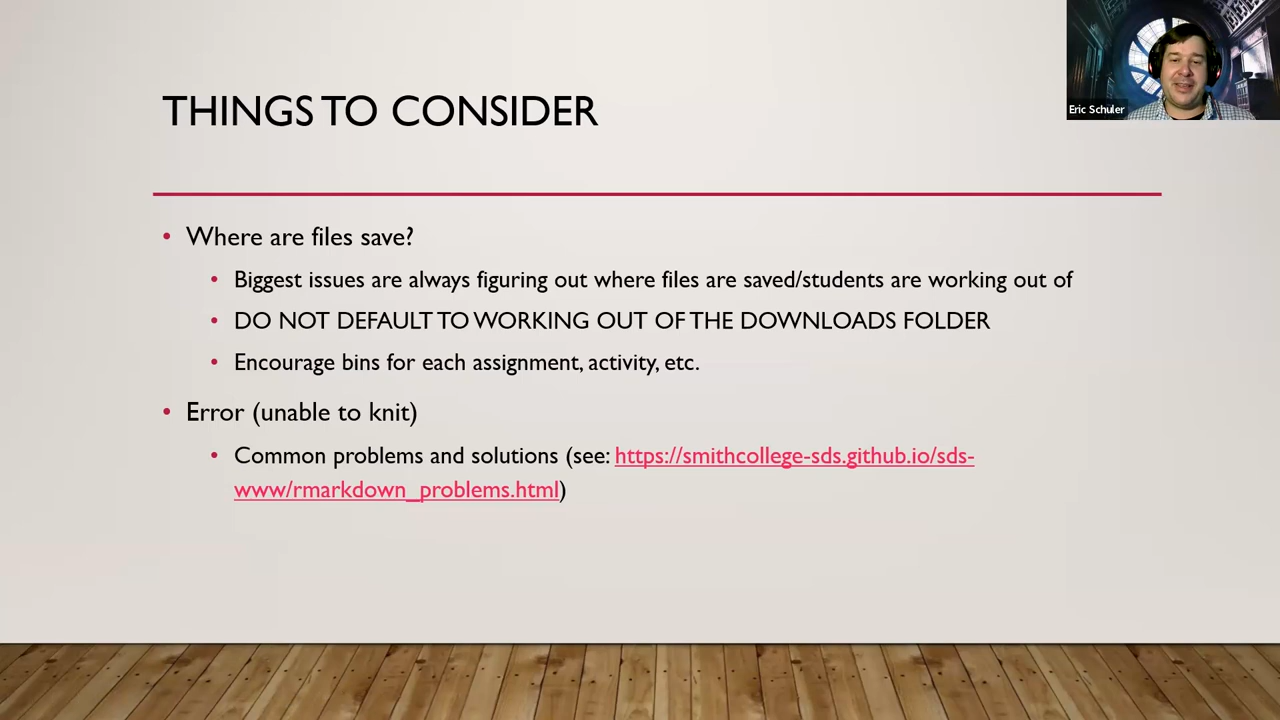 THINGS TO CONSIDER
Eric Schuler
Where are files save?
Biggest issues are always figuring out where files are saved/students are working out of
DO NOT DEFAULT TO WORKING OUT OF THE DOWNLOADS FOLDER
Encourage bins for each assignment, activity, etc.
Error (unable to knit)
Common problems and solutions (see: https://smithcollege-sds.github.io/sds-
www/rmarkdown_problems.html)